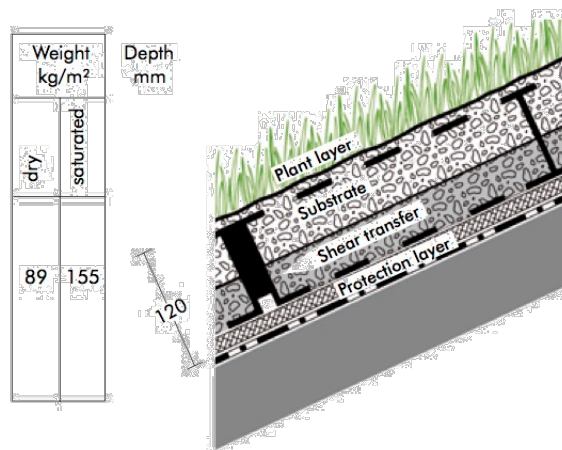 Weight
kg/m²
Depth
mm
dry
saturated
89
155
120
Plant layer
Substrate
Shear transfer
Protection layer